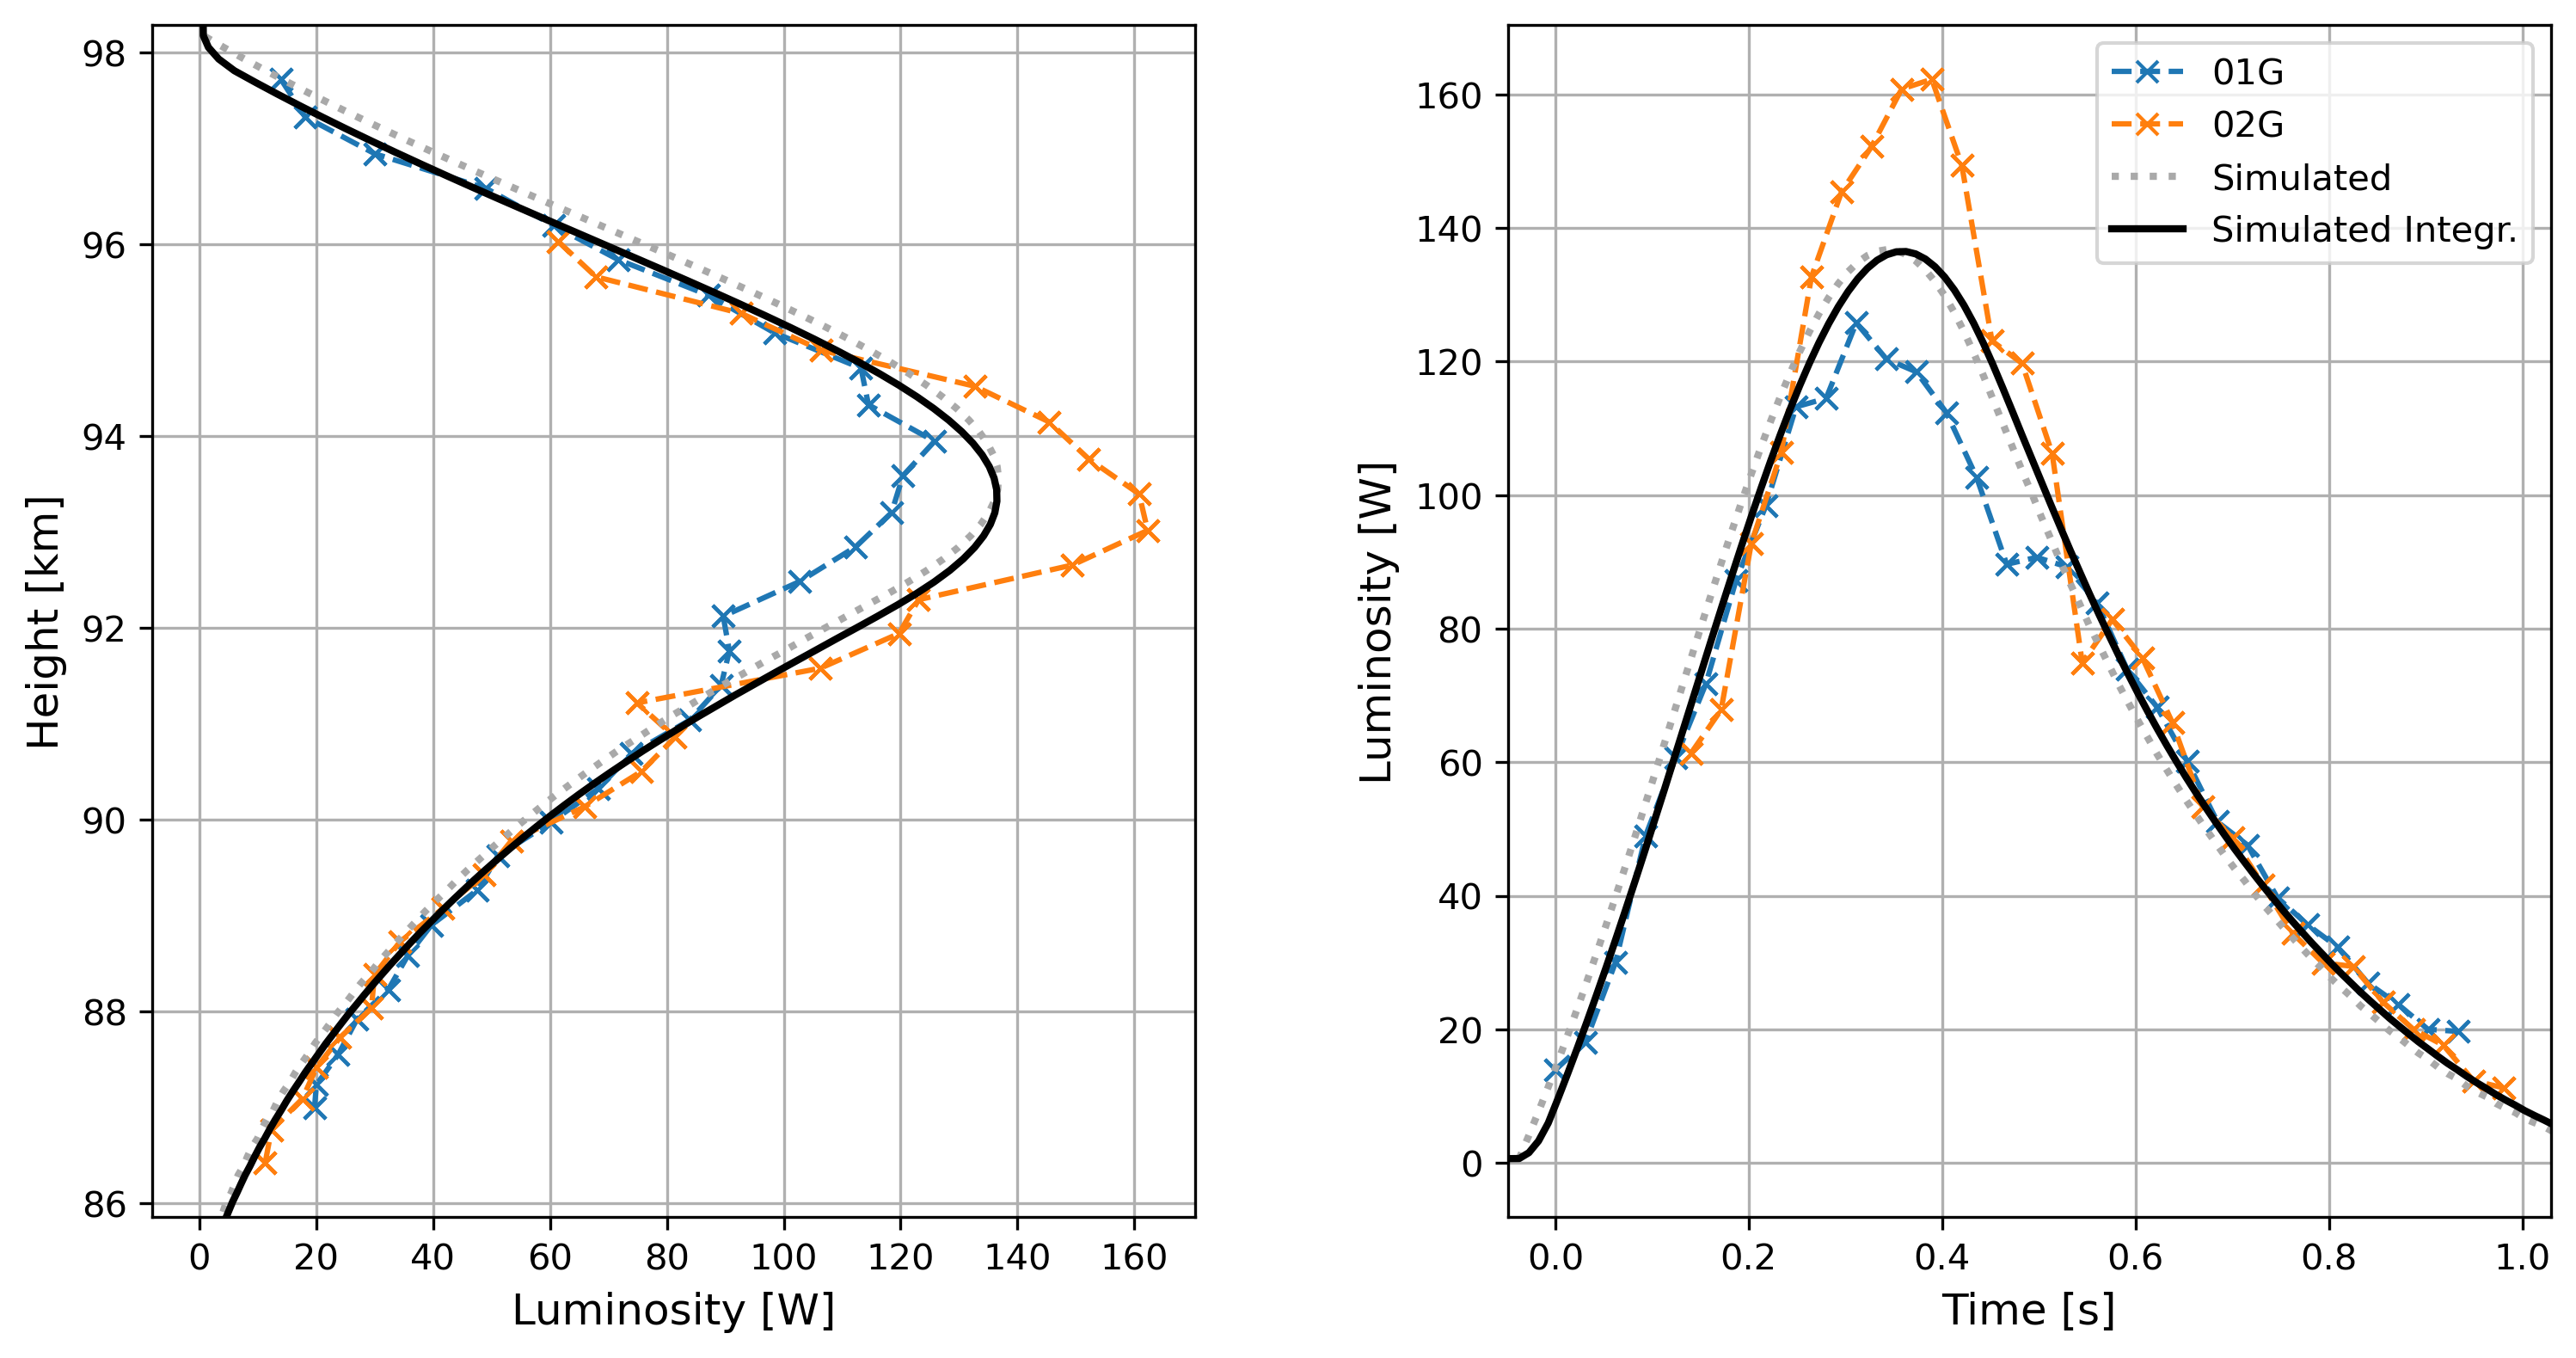 98
96
94
92
90
88
86
Height [km]
0 20 40 60 80 100 120 140 160
Luminosity [W]
160
140
120
100
80
60
40
20
0
Luminosity [W]
0.0 0.2 0.4 0.6 0.8 1.0
Time [s]
01G
02G
Simulated
Simulated Integr.